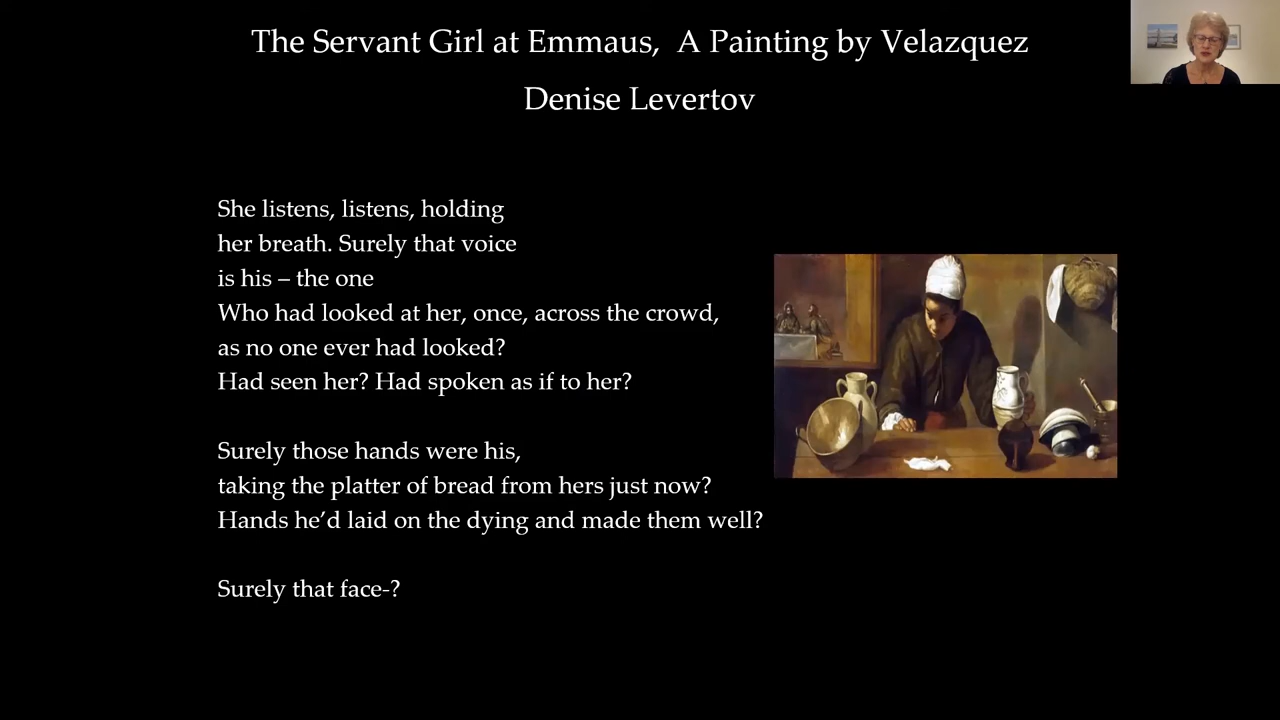 The Servant Girl at Emmaus,  A Painting by Velazquez
Denise Levertov
She listens, listens, holding
her breath. Surely that voice
is his – the one
Who had looked at her, once, across the crowd,
as no one ever had looked?
Had seen her? Had spoken as if to her?
Surely those hands were his,
taking the platter of bread from hers just now?
Hands he’d laid on the dying and made them well?
Surely that face-?